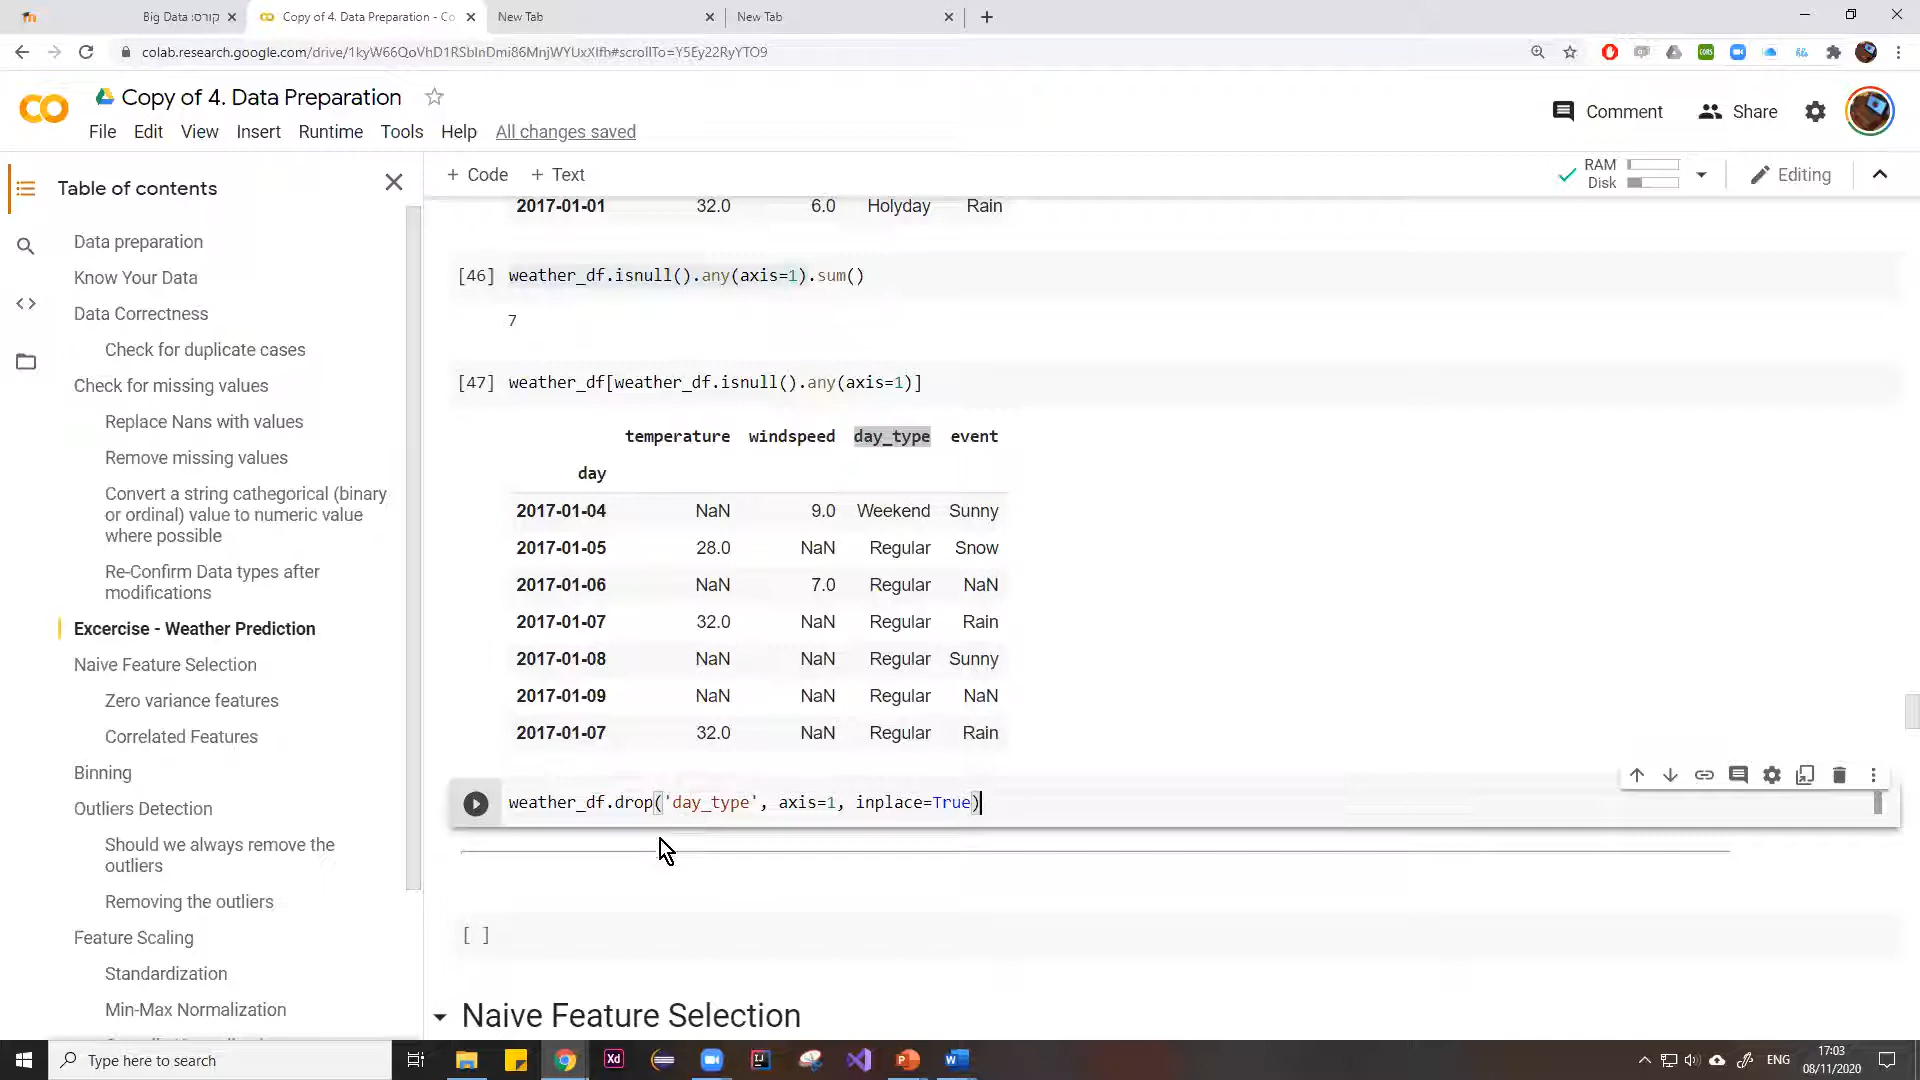 Big Data :קורס
Copy of 4. Data Preparation - Co
New Tab
New Tab
colab.research.google.com/drive/1kyW66QoVhD1RSbInDmi86MnjWYUxXlfh#scrollTo=Y5Ey22RyYTO9
CO
Copy of 4. Data Preparation
Comment
Share
File Edit View Insert Runtime Tools Help All changes saved
Table of contents
+ Code + Text
RAM
Disk
Editing
Data preparation
Know Your Data
Data Correctness
Check for duplicate cases
Check for missing values
Replace Nans with values
Remove missing values
Convert a string cathegorical (binary
or ordinal) value to numeric value
where possible
Re-Confirm Data types after
modifications
Excercise - Weather Prediction
Naive Feature Selection
Zero variance features
Correlated Features
Binning
Outliers Detection
Should we always remove the
outliers
Removing the outliers
Feature Scaling
Standardization
Min-Max Normalization
2017-01-01 32.0 6.0 Holyday Rain
[46] weather_df.isnull().any(axis=1).sum()
7
[47] weather_df[weather_df.isnull().any(axis=1)]
temperature windspeed day_type event
day
2017-01-04 NaN 9.0 Weekend Sunny
2017-01-05 28.0 NaN Regular Snow
2017-01-06 NaN 7.0 Regular NaN
2017-01-07 32.0 NaN Regular Rain
2017-01-08 NaN NaN Regular Sunny
2017-01-09 NaN NaN Regular NaN
2017-01-07 32.0 NaN Regular Rain
weather_df.drop('day_type', axis=1, inplace=True)
[ ]
Naive Feature Selection
Type here to search
Xd
ENG
17:03
08/11/2020